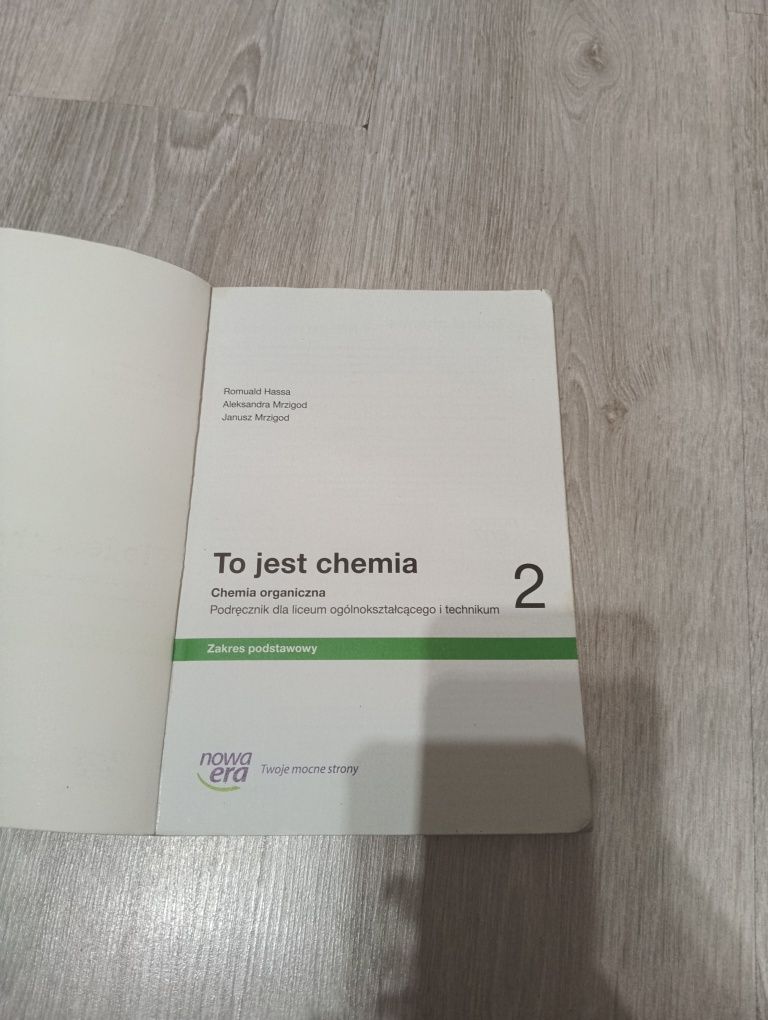 Romuald Hassa
Aleksandra Mrzigod
Janusz Mrzigod
To jest chemia
2
Chemia organiczna
Podręcznik dla liceum ogólnokształcącego i technikum
Zakres podstawowy
nowa
era
Twoje mocne strony